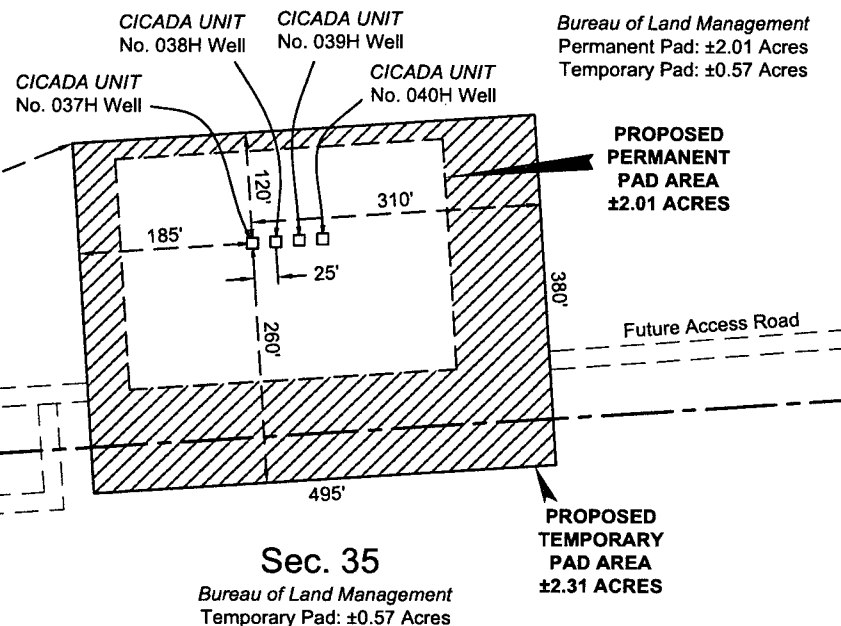 CICADA UNIT
No. 038H Well
CICADA UNIT
No. 039H Well
Bureau of Land Management
Permanent Pad: ±2.01 Acres
Temporary Pad: ±0.57 Acres
CICADA UNIT
No. 037H Well
CICADA UNIT
No. 040H Well
PROPOSED
PERMANENT
PAD AREA
±2.01 ACRES
120'
310'
185'
25'
260'
380'
Future Access Road
495'
PROPOSED
TEMPORARY
PAD AREA
±2.31 ACRES
Sec. 35
Bureau of Land Management
Temporary Pad: ±0.57 Acres